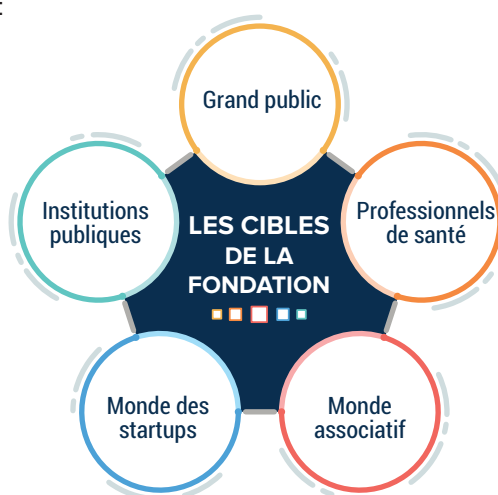 :
Grand public
Institutions
publiques
Professionnels
de santé
LES CIBLES
DE LA
FONDATION
Monde des
startups
Monde
associatif